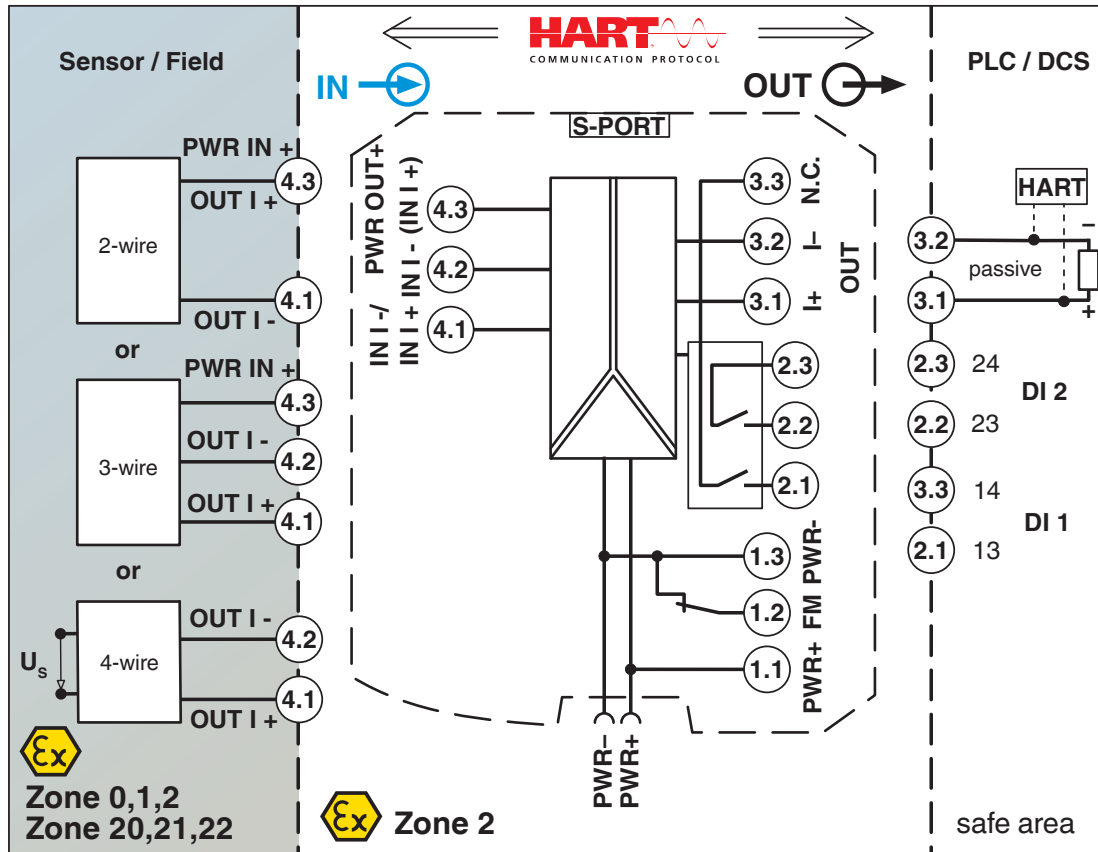 Sensor / Field
HART
COMMUNICATION PROTOCOL
PLC / DCS
IN
OUT
S-PORT
PWR IN +
4.3
OUT I +
2-wire
4.1
OUT I -
or
PWR IN +
4.3
OUT I -
3-wire
4.2
OUT I +
4.1
or
OUT I -
4.2
Us
4-wire
4.1
OUT I +
Ex
Zone 0,1,2
Zone 20,21,22
PWR OUT+
(IN I +)
4.3
IN I -
4.2
IN I -/
IN I +
4.1
3.3
N.C.
3.2
I–
3.1
I+
OUT
2.3
2.2
2.1
1.3
PWR-
1.2
FM
1.1
PWR+
PWR–
PWR+
Ex
Zone 2
HART
3.2
–
passive
3.1
+
2.3
24
DI 2
2.2
23
3.3
14
DI 1
2.1
13
safe area